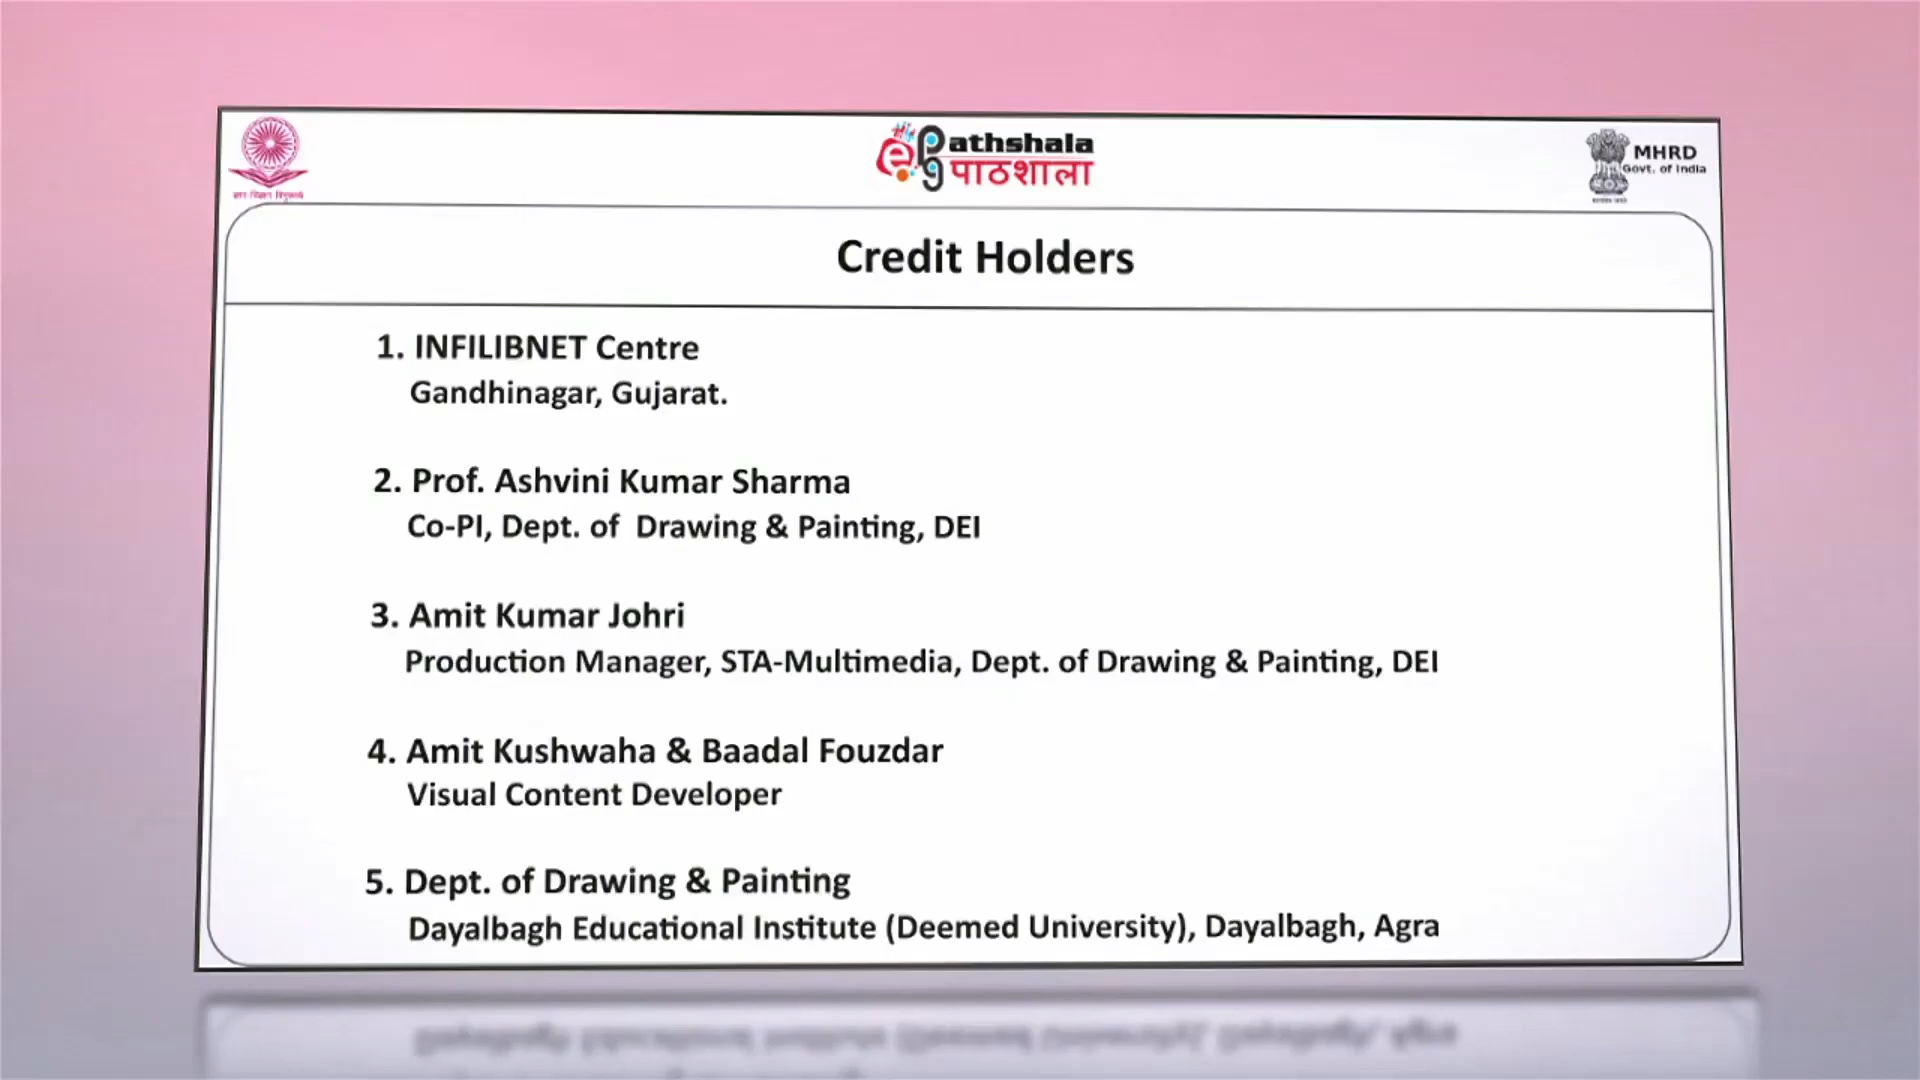 ePathshala
पाठशाला
MHRD
Govt. of India
Credit Holders
1. INFILIBNET Centre
Gandhinagar, Gujarat.
2. Prof. Ashvini Kumar Sharma
Co-PI, Dept. of Drawing & Painting, DEI
3. Amit Kumar Johri
Production Manager, STA-Multimedia, Dept. of Drawing & Painting, DEI
4. Amit Kushwaha & Baadal Fouzdar
Visual Content Developer
5. Dept. of Drawing & Painting
Dayalbagh Educational Institute (Deemed University), Dayalbagh, Agra